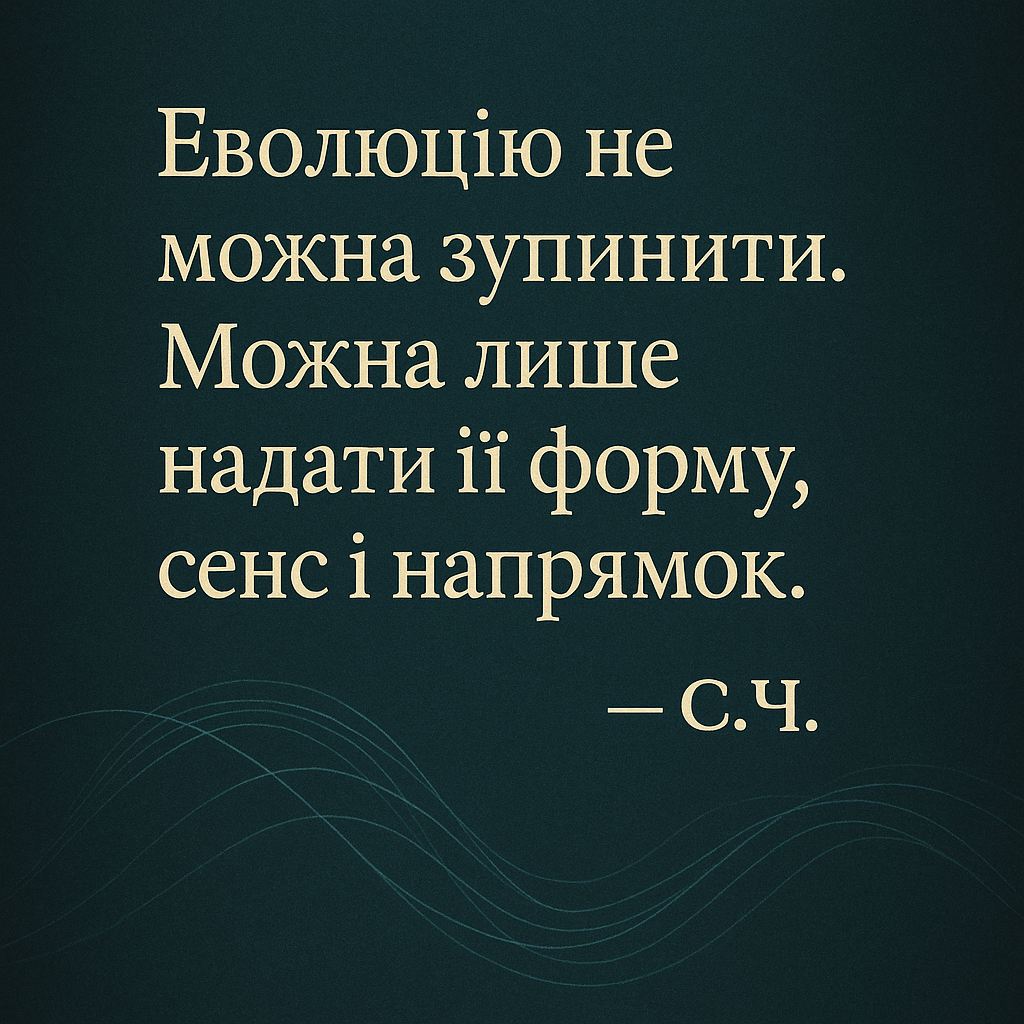 Еволюцію не
можна зупинити.
Можна лише
надати її форму,
сенс і напрямок.
— С.Ч.